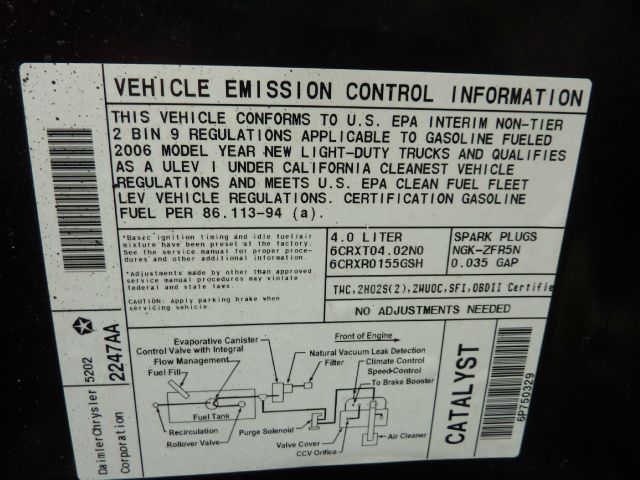 VEHICLE EMISSION CONTROL INFORMATION
THIS VEHICLE CONFORMS TO U.S. EPA INTERIM NON-TIER
2 BIN 9 REGULATIONS APPLICABLE TO GASOLINE FUELED
2006 MODEL YEAR NEW LIGHT-DUTY TRUCKS AND QUALIFIES
AS A ULEV I UNDER CALIFORNIA CLEANEST VEHICLE
REGULATIONS AND MEETS U.S. EPA CLEAN FUEL FLEET
LEV VEHICLE REGULATIONS. CERTIFICATION GASOLINE
FUEL PER 86.113-94 (a).
*Basic ignition timing and idle fuel/air
mixture have been preset at the factory.
See the service manual for proper proce-
dures and other additional information.
*Adjustments made by other than approved
service manual procedures may violate
federal and state laws.
CAUTION: Apply parking brake when
servicing vehicle.
4.0 LITER
6CRXT04.02N0
6CRXR0155GSH
SPARK PLUGS
NGK-ZFR5N
0.035 GAP
TWC,2HO2S(2),2WUOC,SFI,OBDII Certifie
NO ADJUSTMENTS NEEDED
Evaporative Canister
Control Valve with Integral
Flow Management
Fuel Fill
Fuel Tank
Recirculation
Rollover Valve
Front of Engine
Natural Vacuum Leak Detection
Filter
Climate Control
Speed Control
To Brake Booster
Purge Solenoid
Valve Cover
CCV Orifice
Air Cleaner
CATALYST
6P750329
DaimlerChrysler
Corporation
5202
2247AA